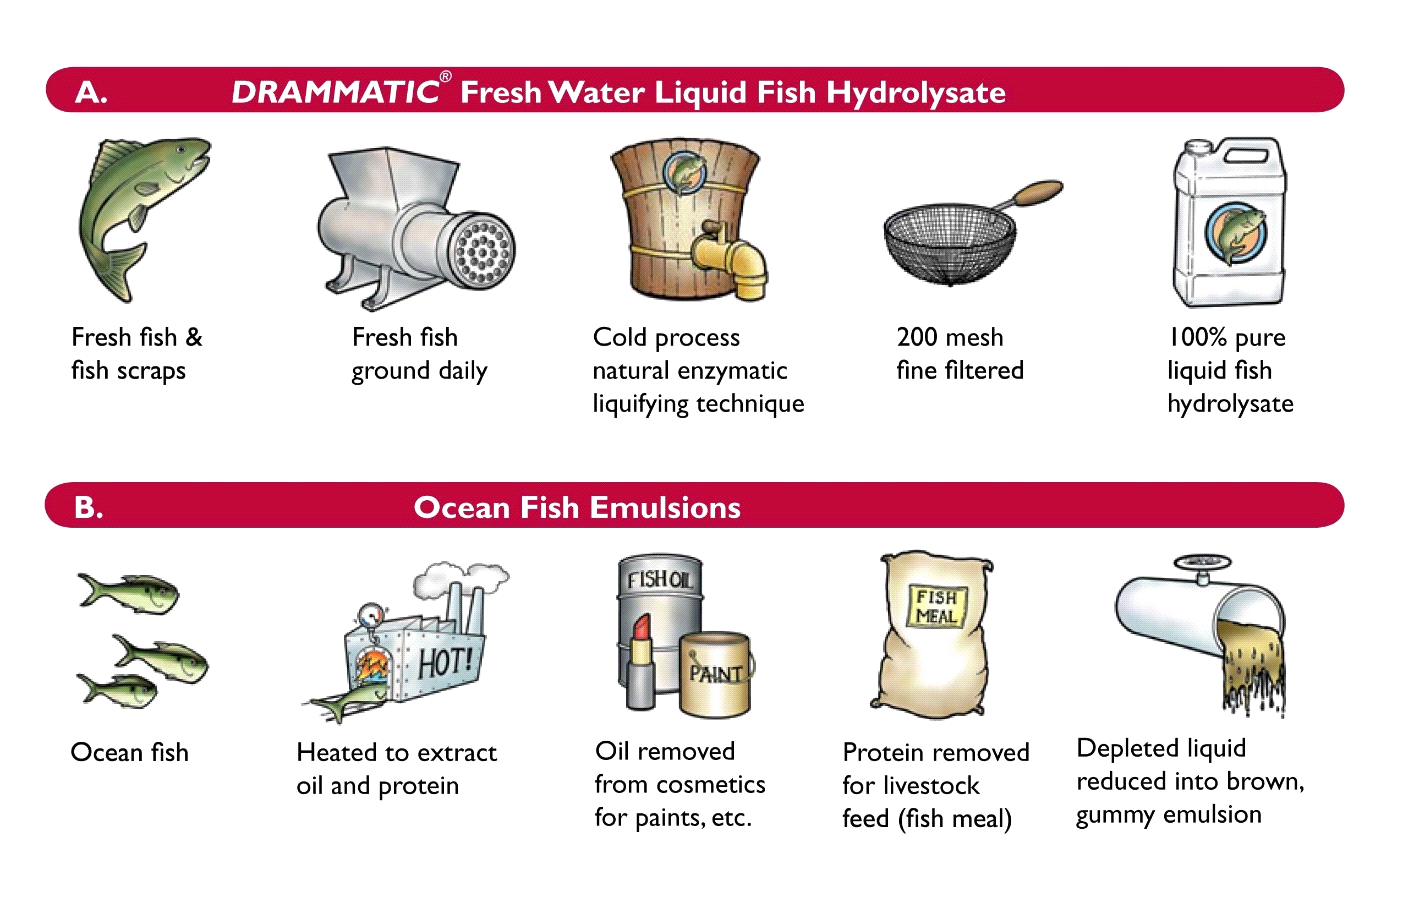 A. DRAMMATIC® Fresh Water Liquid Fish Hydrolysate
Fresh fish &
fish scraps
Fresh fish
ground daily
Cold process
natural enzymatic
liquifying technique
200 mesh
fine filtered
100% pure
liquid fish
hydrolysate
B. Ocean Fish Emulsions
HOT!
FISH OIL
PAINT
FISH
MEAL
Ocean fish
Heated to extract
oil and protein
Oil removed
from cosmetics
for paints, etc.
Protein removed
for livestock
feed (fish meal)
Depleted liquid
reduced into brown,
gummy emulsion